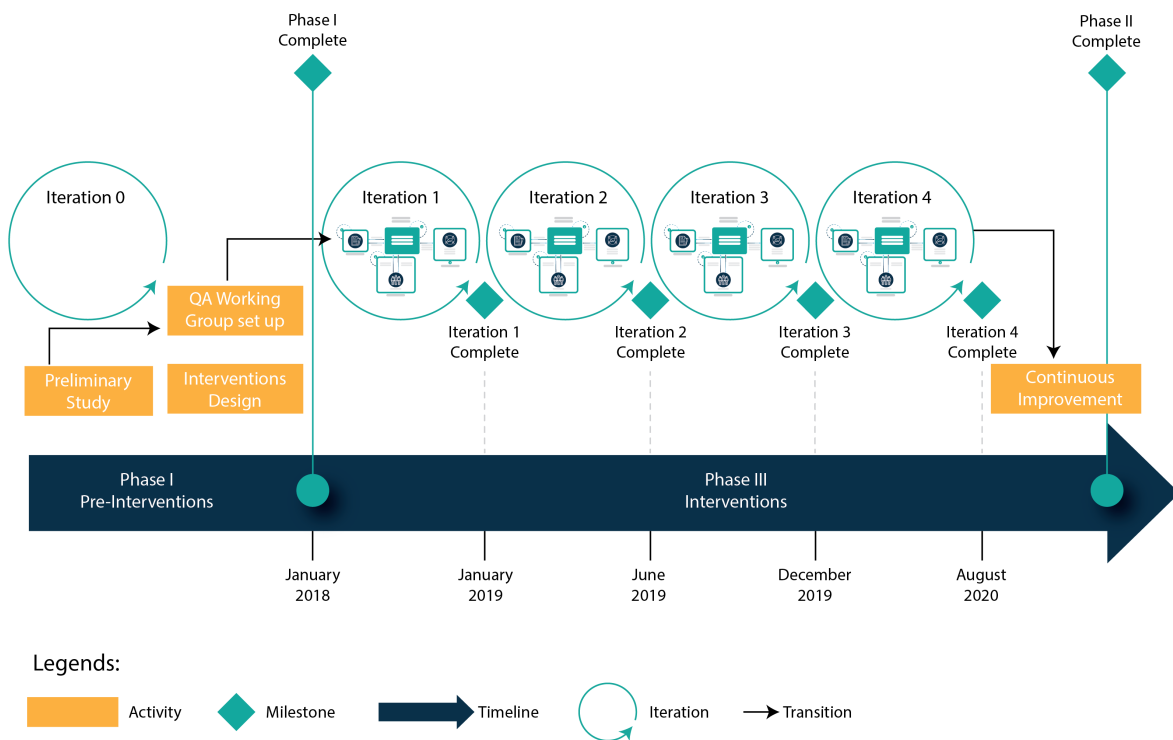 Phase I
Complete
Phase II
Complete
Iteration 0
Iteration 1
Iteration 2
Iteration 3
Iteration 4
QA Working
Group set up
Iteration 1
Complete
Iteration 2
Complete
Iteration 3
Complete
Iteration 4
Complete
Preliminary
Study
Interventions
Design
Continuous
Improvement
Phase I
Pre-Interventions
Phase III
Interventions
January
2018
January
2019
June
2019
December
2019
August
2020
Legends:
Activity
Milestone
Timeline
Iteration
Transition